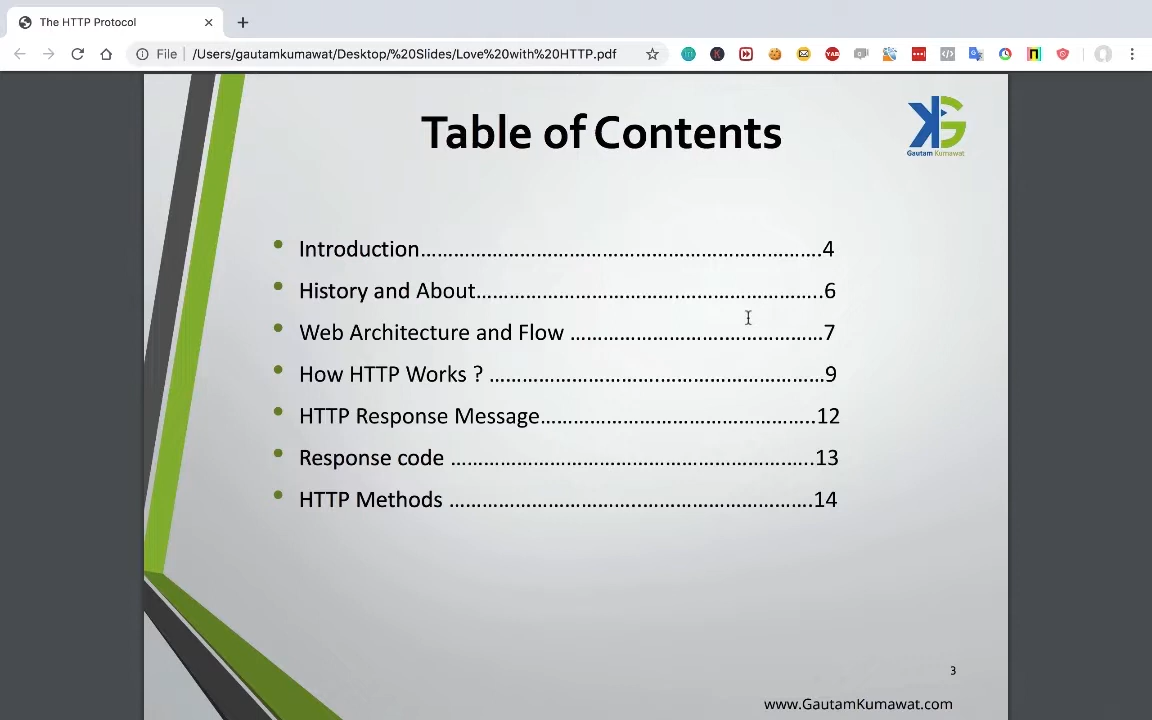 The HTTP Protocol
File
/Users/gautamkumawat/Desktop/%20Slides/Love%20with%20HTTP.pdf
Table of Contents
KG
Gautam Kumawat
• Introduction……………………………………………………………….4
• History and About……………………………………………………….6
• Web Architecture and Flow ……………………………………….7
• How HTTP Works ? …………………………………………………….9
• HTTP Response Message……………………………………………12
• Response code ………………………………………………………….13
• HTTP Methods ………………………………………………………….14
3
www.GautamKumawat.com